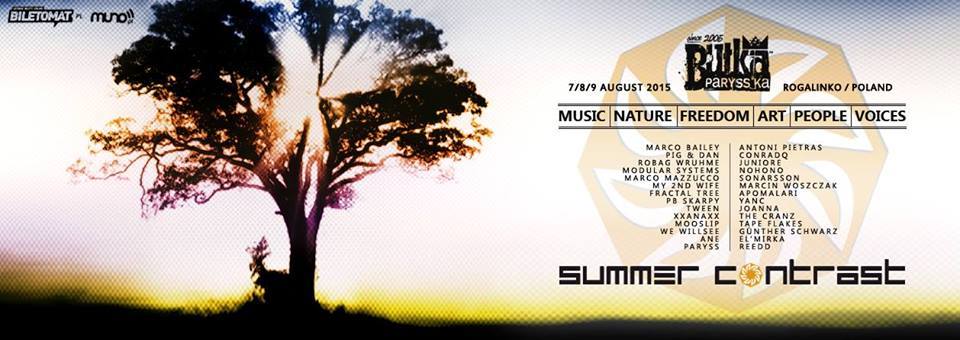 BILETOMAT.PL muno.pl
since 2005
Bułka
PARYSS'KA
7/8/9 AUGUST 2015 ROGALINKO / POLAND
MUSIC NATURE FREEDOM ART PEOPLE VOICES
MARCO BAILEY ANTONI PIETRAS
PIG & DAN CONRADQ
ROBAG WRUHME JUNIORE
MODULAR SYSTEMS NOHONO
MARCO MAZZUCCO SONARSSON
MY 2ND WIFE MARCIN WOSZCZAK
FRACTAL TREE APOMALARI
PB SKARPY YANC
TWEEN JOANNA
XXANAXX THE CRANZ
MOOSLIP TAPE FLAKES
WE WILLSEE GÜNTHER SCHWARZ
ANE EL'MIRKA
PARYSS REEDD
summer contrast